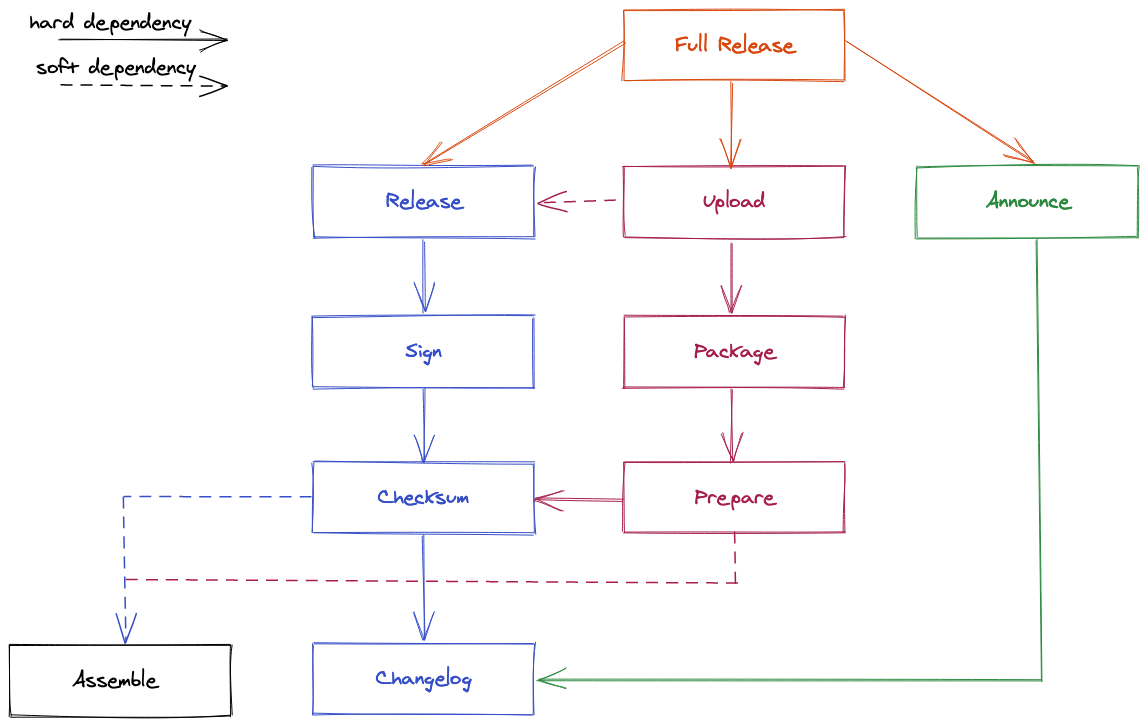 hard dependency
soft dependency
Full Release
Release
Upload
Announce
Sign
Package
Checksum
Prepare
Assemble
Changelog